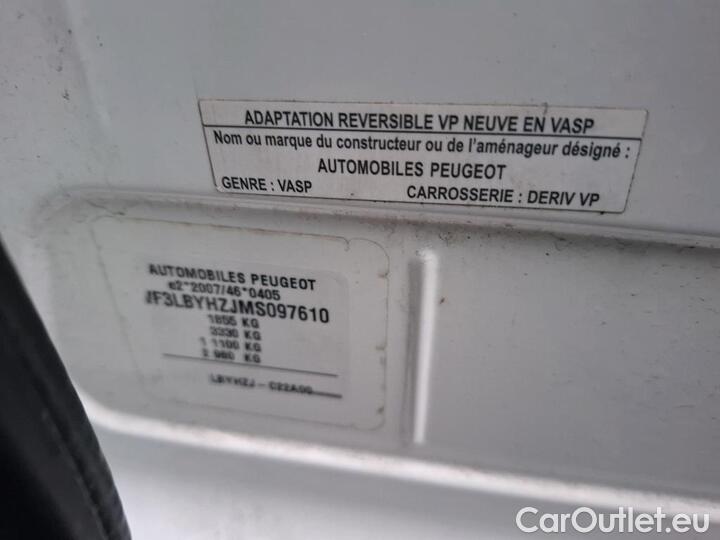 ADAPTATION REVERSIBLE VP NEUVE EN VASP
Nom ou marque du constructeur ou de l'aménageur désigné :
AUTOMOBILES PEUGEOT
GENRE : VASP CARROSSERIE : DERIV VP
AUTOMOBILES PEUGEOT
e2*2007/46*0405
VF3LBYHZJMS097610
1855 KG
3330 KG
1 1100 KG
2 980 KG
LBYHZJ - C22A00
CarOutlet.eu